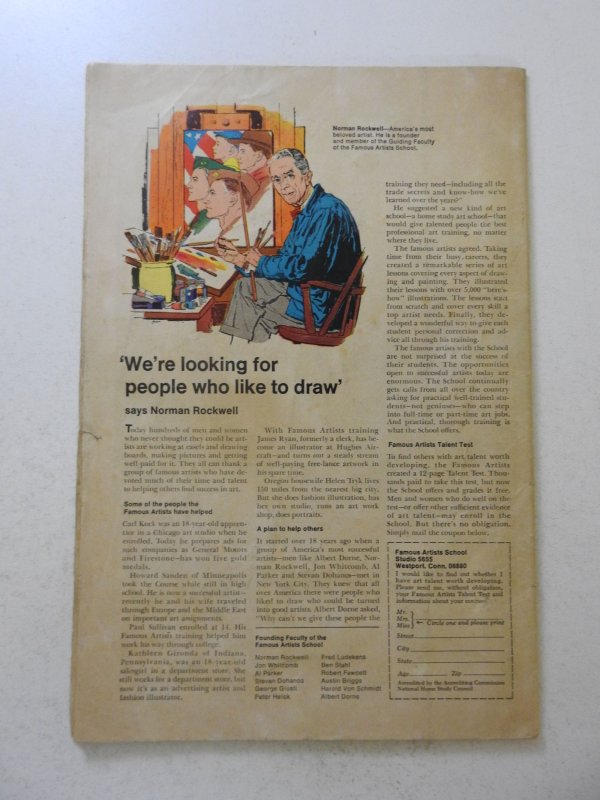 Norman Rockwell—America's most
beloved artist. He is a founder
and member of the Guiding Faculty
of the Famous Artists School.
'We're looking for
people who like to draw'
says Norman Rockwell
Today hundreds of men and women
who never thought they could be art-
ists are working at easels and drawing
boards, making pictures and getting
well-paid for it. They all can thank a
group of famous artists who have de-
voted much of their time and talent
to helping others find success in art.
Some of the people the
Famous Artists have helped
Carl Kock was an 18-year-old appren-
tice in a Chicago art studio when he
enrolled. Today he prepares ads for
such companies as General Motors
and Firestone—has won five gold
medals.
Howard Sanden of Minneapolis
took the Course while still in high
school. He is now a successful artist—
recently he and his wife traveled
through Europe and the Middle East
on important art assignments.
Paul Sullivan enrolled at 14. His
Famous Artists training helped him
work his way through college.
Kathleen Gironda of Indiana,
Pennsylvania, was an 18-year-old
salesgirl in a department store. She
still works for a department store, but
now it's as an advertising artist and
fashion illustrator.
With Famous Artists training
James Ryan, formerly a clerk, has be-
come an illustrator at Hughes Air-
craft—and turns out a steady stream
of well-paying free-lance artwork in
his spare time.
Oregon housewife Helen Tryk lives
150 miles from the nearest big city.
But she does fashion illustration, has
her own studio, runs an art work
shop, does portraits.
A plan to help others
It started over 18 years ago when a
group of America's most successful
artists—men like Albert Dorne, Nor-
man Rockwell, Jon Whitcomb, Al
Parker and Stevan Dohanos—met in
New York City. They knew that all
over America there were people who
liked to draw who could be turned
into good artists. Albert Dorne asked,
"Why can't we give these people the
Founding Faculty of the
Famous Artists School
Norman Rockwell
Jon Whitcomb
Al Parker
Stevan Dohanos
George Giusti
Peter Helck
Fred Ludekens
Ben Stahl
Robert Fawcett
Austin Briggs
Harold Von Schmidt
Albert Dorne
training they need—including all the
trade secrets and know-how we've
learned over the years?"
He suggested a new kind of art
school—a home study art school—that
would give talented people the best
professional art training, no matter
where they live.
The famous artists agreed. Taking
time from their busy careers, they
created a remarkable series of art
lessons covering every aspect of draw-
ing and painting. They illustrated
their lessons with over 5,000 "here's-
how" illustrations. The lessons start
from scratch and cover every skill a
top artist needs. Finally, they de-
veloped a wonderful way to give each
student personal correction and ad-
vice all through his training.
The famous artists with the School
are not surprised at the success of
their students. The opportunities
open to successful artists today are
enormous. The School continually
gets calls from all over the country
asking for practical well-trained stu-
dents—not geniuses—who can step
into full-time or part-time art jobs.
And practical, thorough training is
what the School offers.
Famous Artists Talent Test
To find others with art talent worth
developing, the Famous Artists
created a 12-page Talent Test. Thou-
sands paid to take this test, but now
the School offers and grades it free.
Men and women who do well on the
test—or offer other sufficient evidence
of art talent—may enroll in the
School. But there's no obligation.
Simply mail the coupon below.
Famous Artists School
Studio 5655
Westport, Conn. 06880
I would like to find out whether I
have art talent worth developing.
Please send me, without obligation,
your Famous Artists Talent Test and
information about your courses.
Mr.
Mrs.
Miss
← Circle one and please print
Street
City
State
Age Zip
Accredited by the Accrediting Commission
National Home Study Council